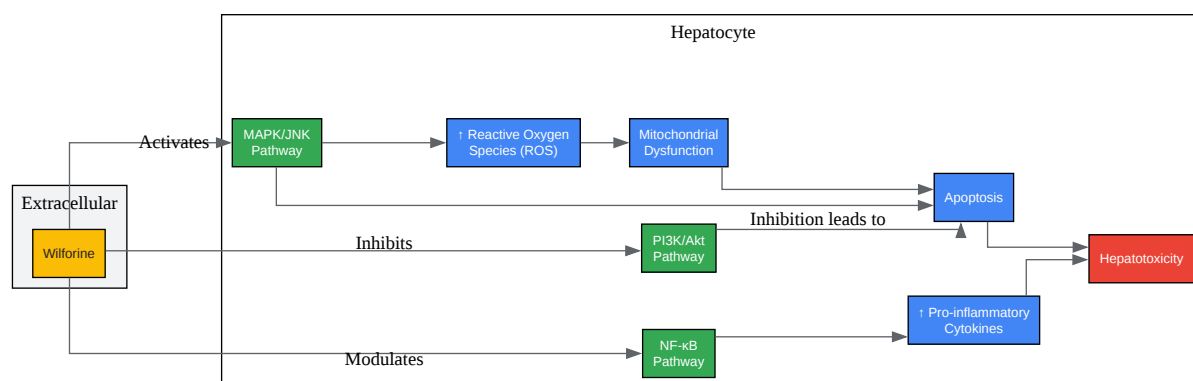 Hepatocyte
Activates
MAPK/JNK
Pathway
↑ Reactive Oxygen
Species (ROS)
Mitochondrial
Dysfunction
Extracellular
Wilforine
Apoptosis
Inhibition leads to
Inhibits
PI3K/Akt
Pathway
Hepatotoxicity
↑ Pro-inflammatory
Cytokines
Modulates
NF-κB
Pathway